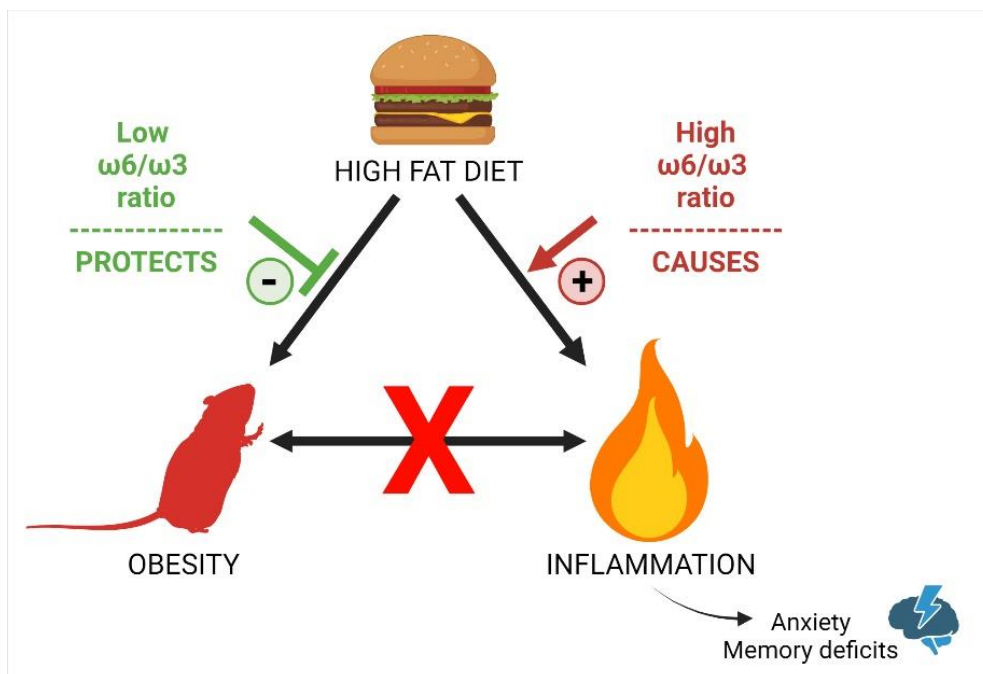 HIGH FAT DIET
Low
ω6/ω3
ratio
PROTECTS
-
High
ω6/ω3
ratio
CAUSES
+
X
OBESITY
INFLAMMATION
Anxiety
Memory deficits